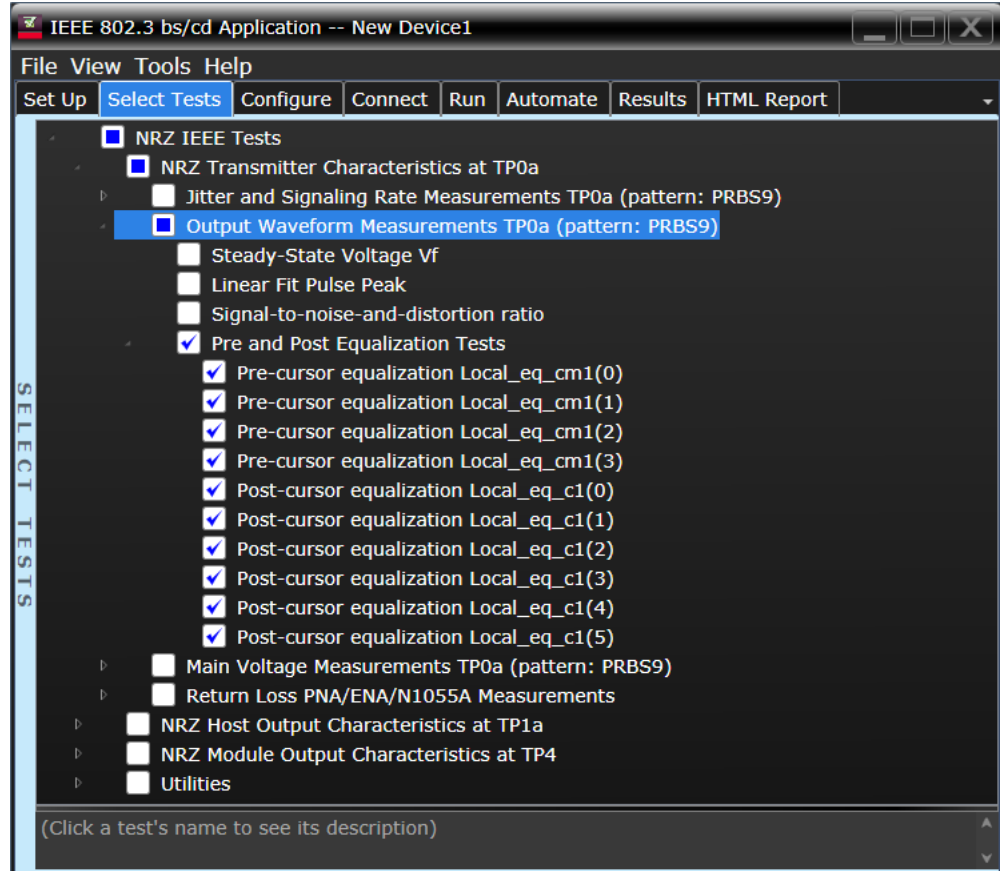 IEEE 802.3 bs/cd Application -- New Device1
File View Tools Help
Set Up Select Tests Configure Connect Run Automate Results HTML Report
SELECT TESTS
NRZ IEEE Tests
NRZ Transmitter Characteristics at TP0a
Jitter and Signaling Rate Measurements TP0a (pattern: PRBS9)
Output Waveform Measurements TP0a (pattern: PRBS9)
Steady-State Voltage Vf
Linear Fit Pulse Peak
Signal-to-noise-and-distortion ratio
Pre and Post Equalization Tests
Pre-cursor equalization Local_eq_cm1(0)
Pre-cursor equalization Local_eq_cm1(1)
Pre-cursor equalization Local_eq_cm1(2)
Pre-cursor equalization Local_eq_cm1(3)
Post-cursor equalization Local_eq_c1(0)
Post-cursor equalization Local_eq_c1(1)
Post-cursor equalization Local_eq_c1(2)
Post-cursor equalization Local_eq_c1(3)
Post-cursor equalization Local_eq_c1(4)
Post-cursor equalization Local_eq_c1(5)
Main Voltage Measurements TP0a (pattern: PRBS9)
Return Loss PNA/ENA/N1055A Measurements
NRZ Host Output Characteristics at TP1a
NRZ Module Output Characteristics at TP4
Utilities
(Click a test's name to see its description)